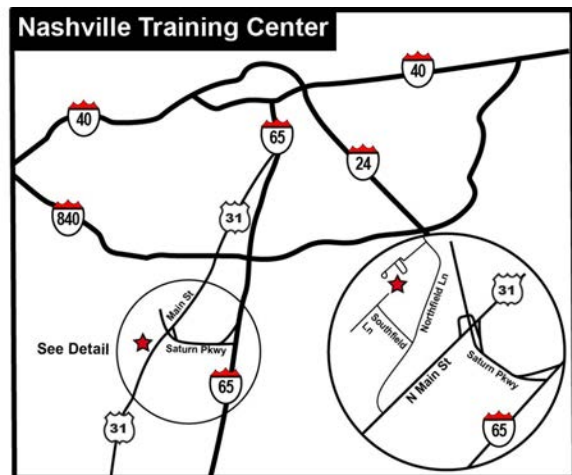 Nashville Training Center
40
40
65
24
31
840
31
Main St
Northfield Ln
Southfield
Ln
See Detail
Saturn Pkwy
N Main St
Saturn Pkwy
65
65
31